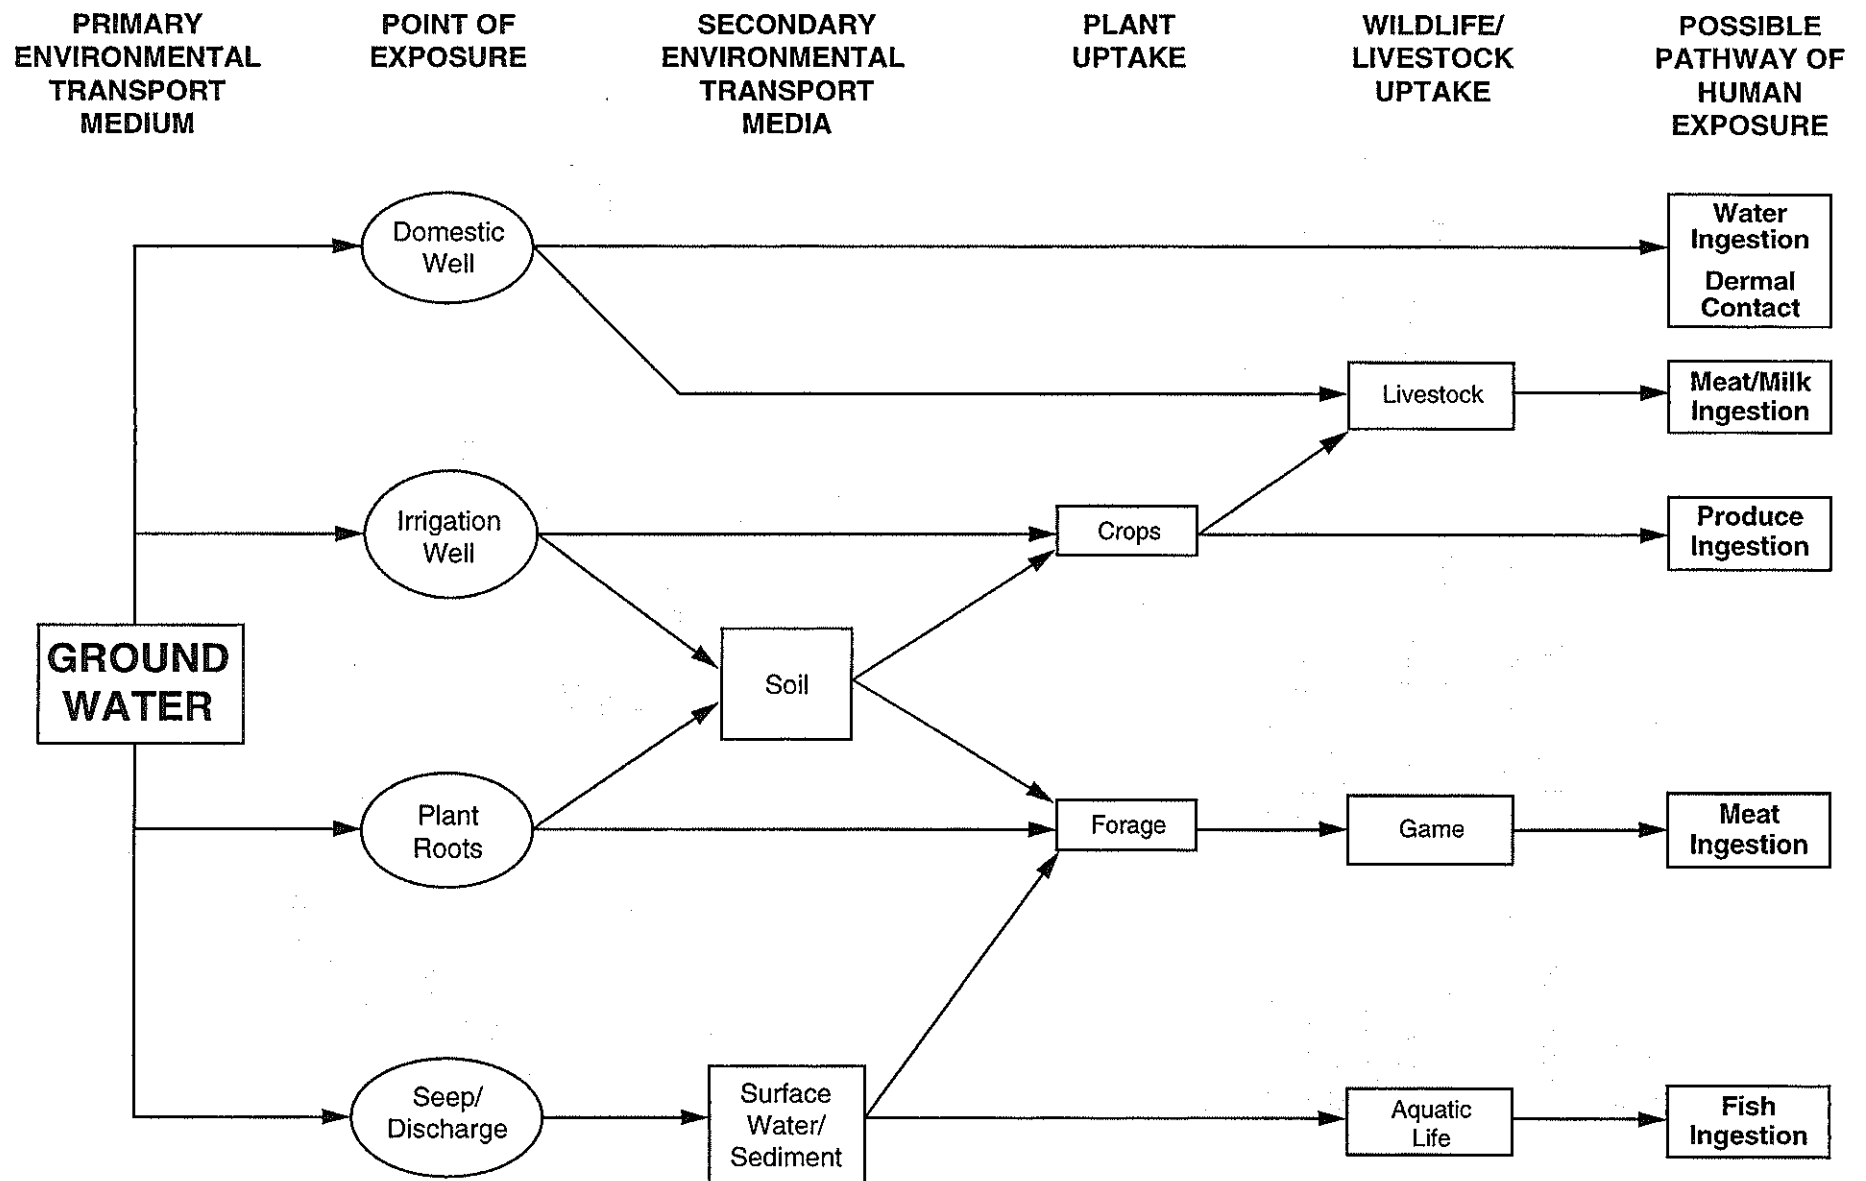 PRIMARY
ENVIRONMENTAL
TRANSPORT
MEDIUM
POINT OF
EXPOSURE
SECONDARY
ENVIRONMENTAL
TRANSPORT
MEDIA
PLANT
UPTAKE
WILDLIFE/
LIVESTOCK
UPTAKE
POSSIBLE
PATHWAY OF
HUMAN
EXPOSURE
Domestic
Well
Water
Ingestion
Dermal
Contact
Livestock
Meat/Milk
Ingestion
Irrigation
Well
Crops
Produce
Ingestion
GROUND
WATER
Soil
Plant
Roots
Forage
Game
Meat
Ingestion
Seep/
Discharge
Surface
Water/
Sediment
Aquatic
Life
Fish
Ingestion